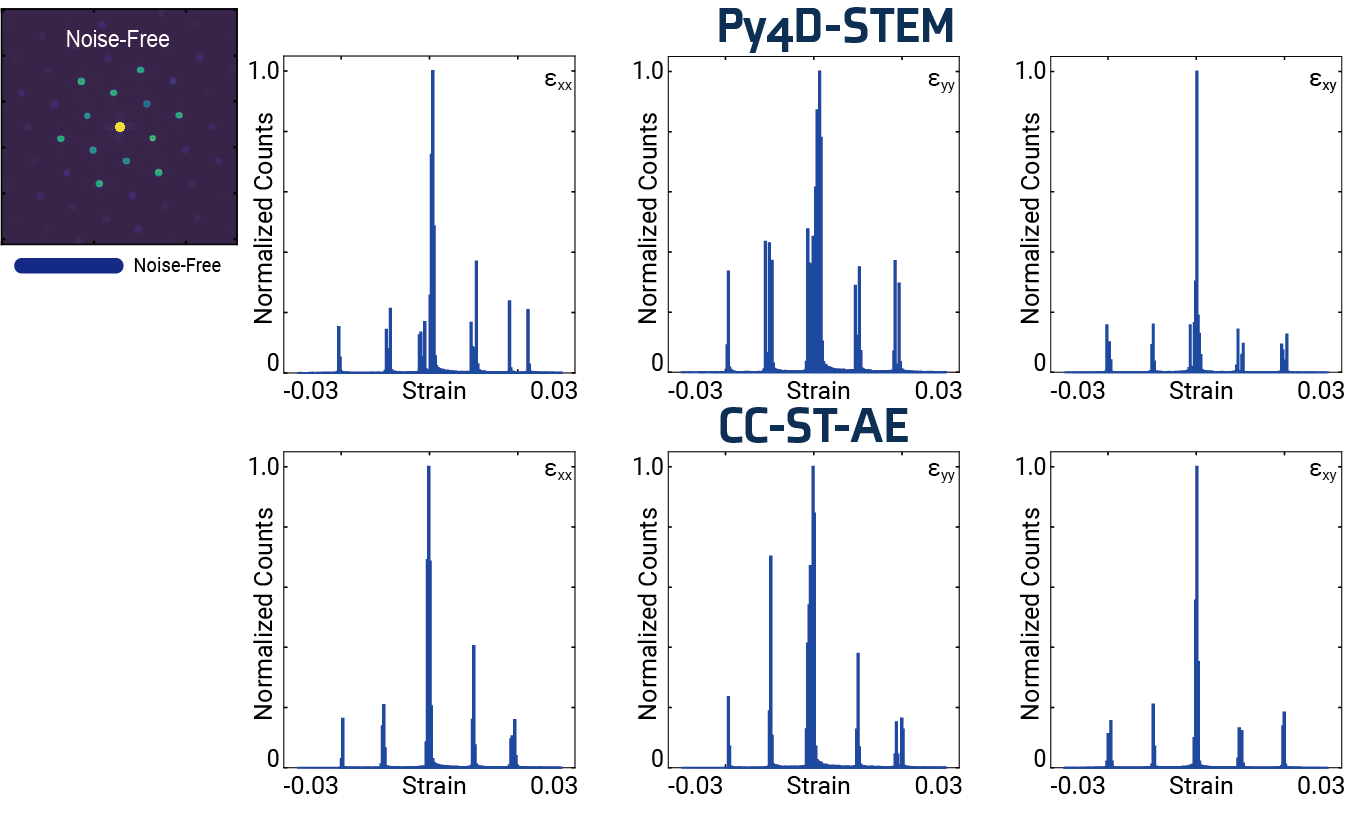 Noise-Free
Noise-Free
Py4D-STEM
1.0
εxx
Normalized Counts
0
-0.03
Strain
0.03
1.0
εyy
Normalized Counts
0
-0.03
Strain
0.03
1.0
εxy
Normalized Counts
0
-0.03
Strain
0.03
CC-ST-AE
1.0
εxx
Normalized Counts
0
-0.03
Strain
0.03
1.0
εyy
Normalized Counts
0
-0.03
Strain
0.03
1.0
εxy
Normalized Counts
0
-0.03
Strain
0.03